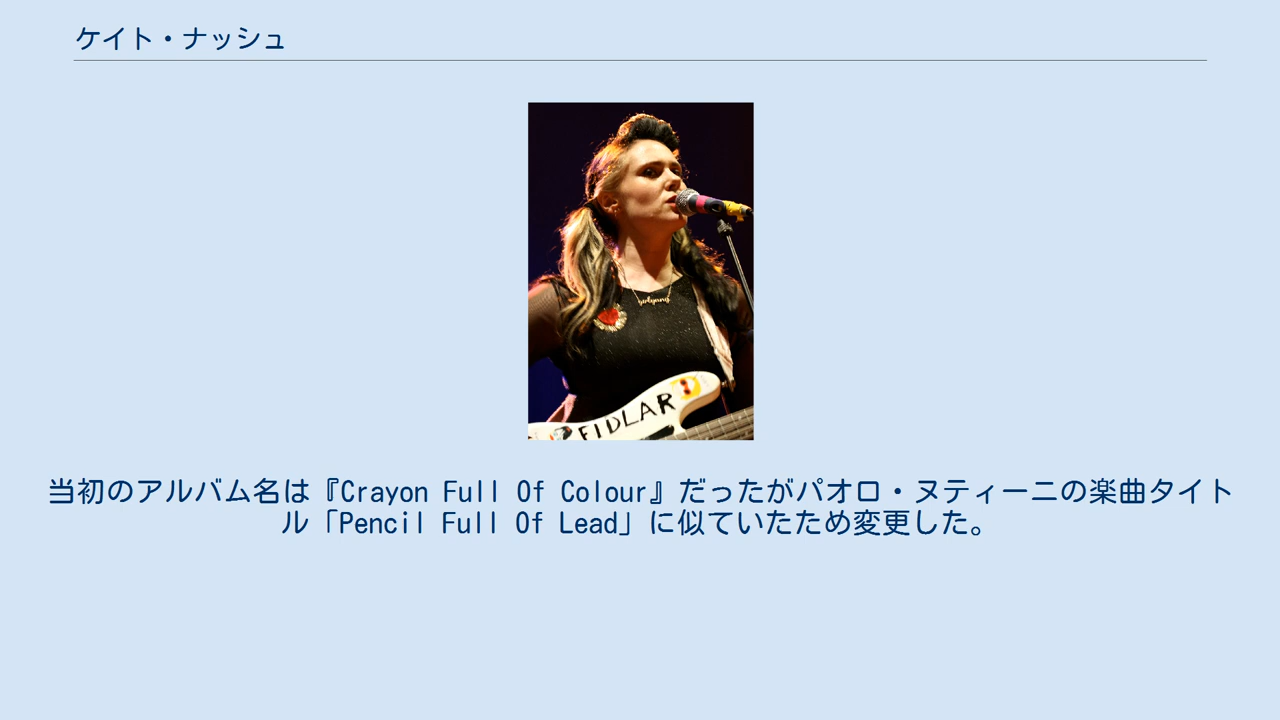 ケイト・ナッシュ
girlgang
FIDLAR
当初のアルバム名は『Crayon Full Of Colour』だったがパオロ・ヌティーニの楽曲タイト
ル「Pencil Full Of Lead」に似ていたため変更した。